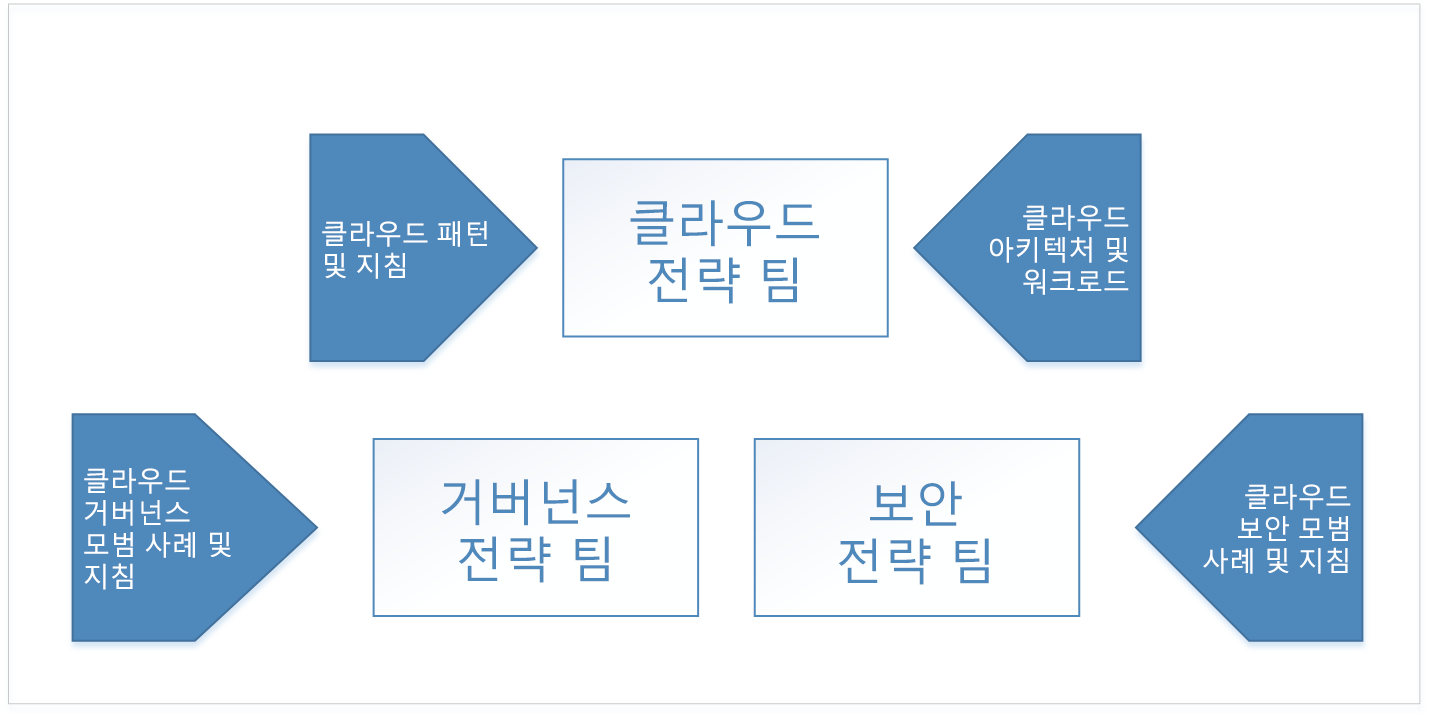 클라우드 패턴
및 지침
클라우드
전략 팀
클라우드
아키텍처 및
워크로드
클라우드
거버넌스
모범 사례 및
지침
거버넌스
전략 팀
보안
전략 팀
클라우드
보안 모범
사례 및 지침